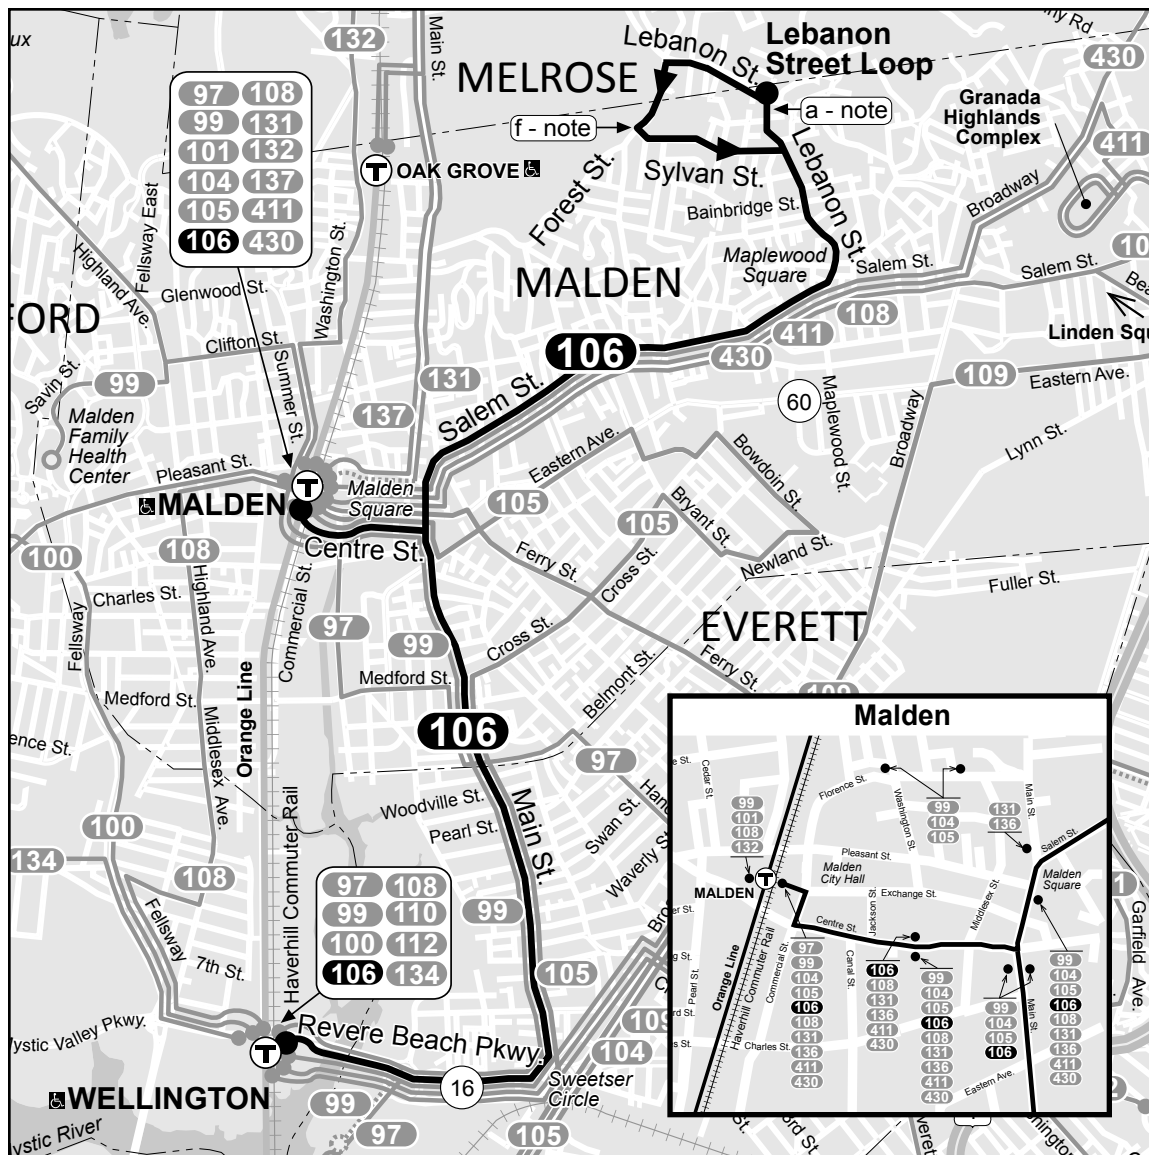 ux
132
Main St.
MELROSE
Lebanon St.
Lebanon
Street Loop
ny Rd
430
97 108
99 131
101 132
104 137
105 411
106 430
f - note
a - note
Granada
Highlands
Complex
411
T OAK GROVE
Fellsway East
Forest St.
Sylvan St.
Lebanon St.
Bainbridge St.
Broadway
Highland Ave.
Washington St.
Maplewood
Square
Salem St.
Salem St.
10
Bea
Glenwood St.
MALDEN
108
411
430
Linden Squ
FORD
Clifton St.
Summer St.
106
Savin St.
99
131
137
Salem St.
109
Eastern Ave.
60
Maplewood St.
Broadway
Lynn St.
Malden
Family
Health
Center
Pleasant St.
T
MALDEN
Malden
Square
Eastern Ave.
Bowdoin St.
105
105
Bryant St.
Centre St.
Ferry St.
Cross St.
Newland St.
100
108
Charles St.
Highland Ave.
Commercial St.
Fuller St.
Fellsway
97
99
Cross St.
EVERETT
Medford St.
Medford St.
Belmont St.
Ferry St.
109
Orange Line
ence St.
Middlesex Ave.
106
97
Woodville St.
Pearl St.
Main St.
Swan St.
Waverly St.
100
134
108
Haverhill Commuter Rail
97 108
99 110
100 112
106 134
99
Fellsway
7th St.
105
Mystic Valley Pkwy.
Revere Beach Pkwy.
109
104
T
WELLINGTON
16
Sweetser
Circle
99
97
105
Mystic River
Malden
Cedar St.
e St.
Florence St.
99
101
108
132
Washington St.
99
104
105
131
136
Main St.
Salem St.
Pleasant St.
Malden
City Hall
Malden
Square
T
MALDEN
Exchange St.
Jackson St.
Middlesex St.
Centre St.
er St.
Orange Line
Haverhill Commuter Rail
Commercial St.
Canal St.
Pearl St.
97
99
104
105
106
108
131
136
411
430
106
108
131
136
411
430
99
104
105
106
108
131
136
411
430
99
104
105
106
Main St.
99
104
105
106
108
131
136
411
430
Charles St.
Eastern Ave.
Garfield Ave.